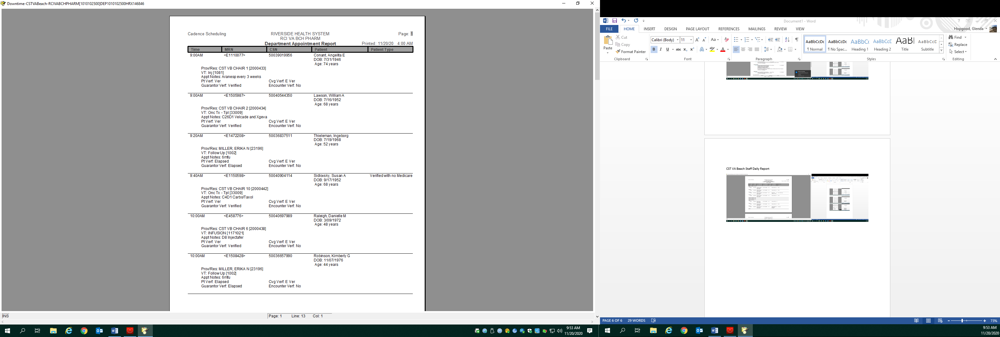 Downtime-CSTVABeach-RCIVABCHPHARM[1010102500]DEP1010102500HRX146846
Cadence Scheduling RIVERSIDE HEALTH SYSTEM Page: 1
RCI VA BCH PHARM
Department Appointment Report Printed: 11/20/20 4:00 AM
Time MRN CSN Patient Patient Type
9:00AM <E1110077> 50039019956 Conant, Angelita E
DOB: 7/31/1946
Age: 74 years
Prov/Res: CST VB CHAIR 1 [2000433]
VT: Inj [1081]
Appt Notes: Aranesp every 3 weeks
Pt Verf: Ver Cvg Verf: E Ver
Guarantor Verf: Verified Encounter Verf: No
9:00AM <E1505987> 50040544350 Lawson, William A
DOB: 7/16/1952
Age: 68 years
Prov/Res: CST VB CHAIR 2 [2000434]
VT: Onc Tx - Tpl [33009]
Appt Notes: C26D1 Velcade and Xgeva
Pt Verf: Ver Cvg Verf: E Ver
Guarantor Verf: Verified Encounter Verf: No
9:20AM <E1472208> 50036837511 Thieleman, Ingeborg
DOB: 7/19/1968
Age: 52 years
Prov/Res: MILLER, ERIKA N [23196]
VT: Follow Up [1002]
Appt Notes: 6mfu
Pt Verf: Elapsed Cvg Verf: E Ver
Guarantor Verf: Elapsed Encounter Verf: No
9:40AM <E1150598> 50040904114 Sidlovsky, Susan A Verified with no Medicare
DOB: 9/17/1952
Age: 68 years
Prov/Res: CST VB CHAIR 10 [2000442]
VT: Onc Tx - Tpl [33009]
Appt Notes: C4D1 Carbo/Taxol
Pt Verf: Ver Cvg Verf: E Ver
Guarantor Verf: Verified Encounter Verf: No
10:00AM <E458776> 50040697989 Raleigh, Danielle M
DOB: 3/09/1972
Age: 48 years
Prov/Res: CST VB CHAIR 6 [2000438]
VT: INFUSION [1171021]
Appt Notes: D8 Injectafer
Pt Verf: Ver Cvg Verf: E Ver
Guarantor Verf: Verified Encounter Verf: No
10:00AM <E1508428> 50036657990 Robinson, Kimberly G
DOB: 11/07/1976
Age: 44 years
Prov/Res: MILLER, ERIKA N [23196]
VT: Follow Up [1002]
Appt Notes: 6mfu
Pt Verf: Elapsed Cvg Verf: E Ver
Guarantor Verf: Elapsed Encounter Verf: No
INS Page: 1 Line: 13 Col: 1
9:53 AM
11/20/2020
Document1 - Word
FILE HOME INSERT DESIGN PAGE LAYOUT REFERENCES MAILINGS REVIEW VIEW Hopgood, Glenda
Paste
Cut
Copy
Format Painter
Clipboard
Calibri (Body) 11
Font
Paragraph
AaBbCcDc AaBbCcDc AaBbCc AaBbCcE AaBl AaBbCcD
¶ Normal ¶ No Spac... Heading 1 Heading 2 Title Subtitle
Styles
Find
Replace
Select
Editing
CST VA Beach Staff Daily Report
PAGE 6 OF 6 29 WORDS 73%
9:53 AM
11/20/2020